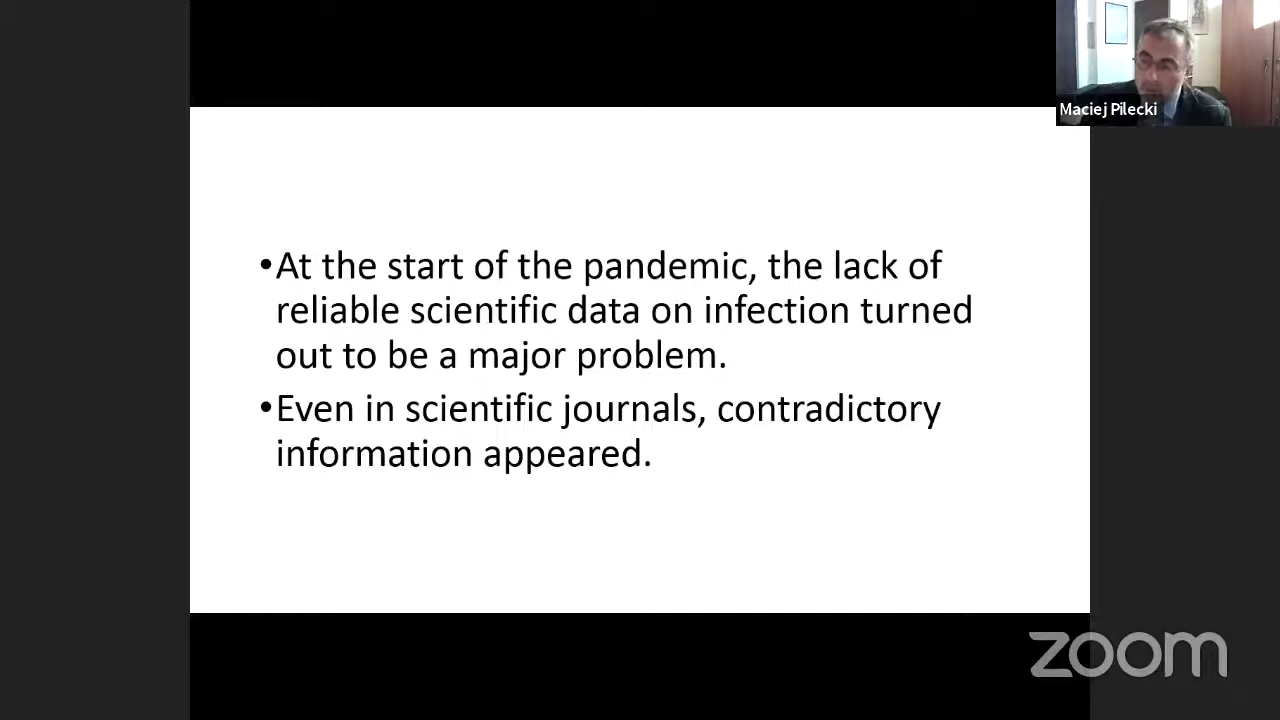 Maciej Pilecki
•At the start of the pandemic, the lack of
reliable scientific data on infection turned
out to be a major problem.
•Even in scientific journals, contradictory
information appeared.
zoom